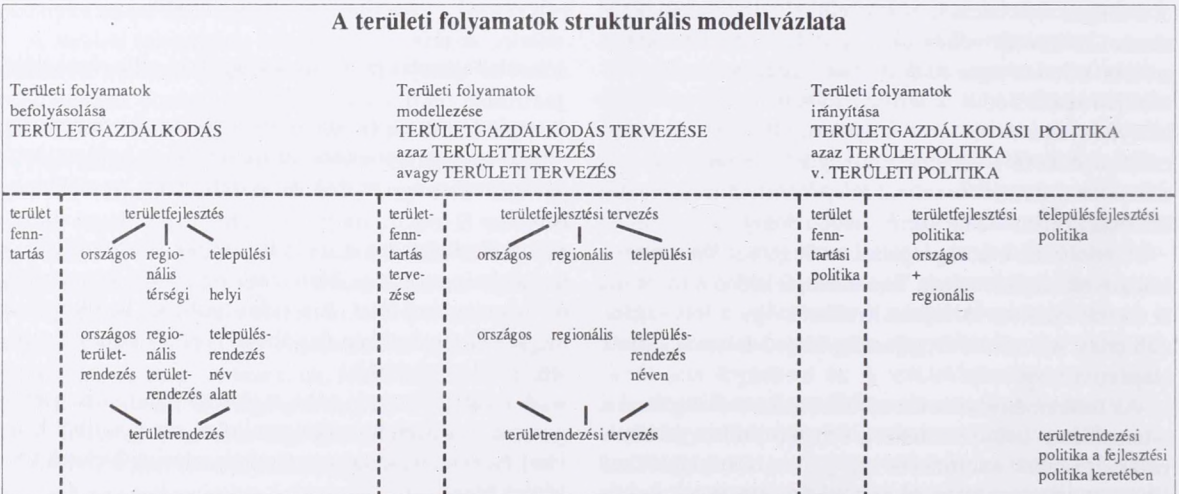 A területi folyamatok strukturális modellvázlata
Területi folyamatok
befolyásolása
TERÜLETGAZDÁLKODÁS
Területi folyamatok
modellezése
TERÜLETGAZDÁLKODÁS TERVEZÉSE
azaz TERÜLETTERVEZÉS
avagy TERÜLETI TERVEZÉS
Területi folyamatok
irányítása
TERÜLETGAZDÁLKODÁSI POLITIKA
azaz TERÜLETPOLITIKA
v. TERÜLETI POLITIKA
terület
fenn-
tartás
területfejlesztés
országos regio- települési
nális
térségi helyi
országos regio- település-
terület- nális rendezés
rendezés terület- név
rendezés alatt
területrendezés
terület-
fenn-
tartás
terve-
zése
területfejlesztési tervezés
országos regionális települési
országos regionális település-
rendezés
néven
területrendezési tervezés
terület
fenn-
tartási
politika
területfejlesztési
politika:
országos
+
regionális
településfejlesztési
politika
területrendezési
politika a fejlesztési
politika keretében